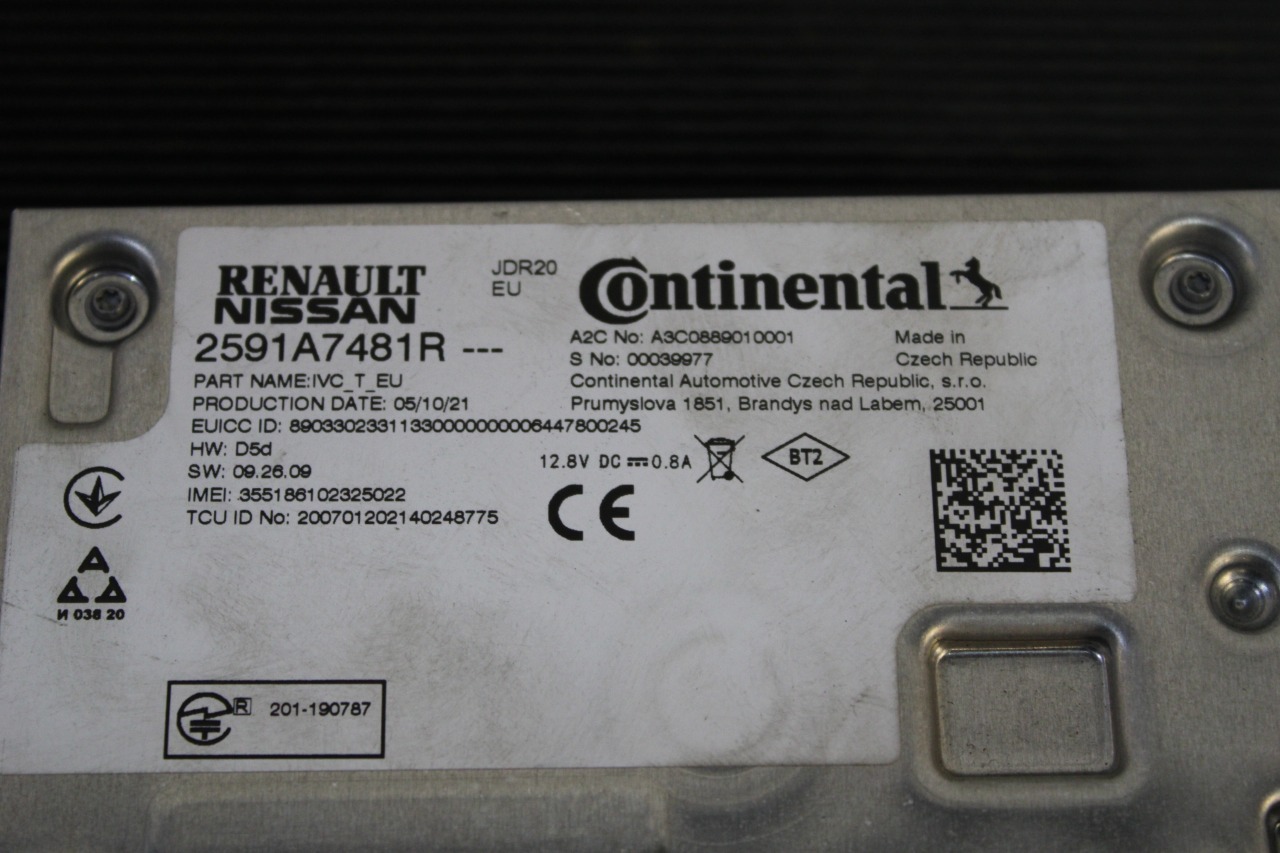 RENAULT
NISSAN
JDR20
EU
Continental
2591A7481R ---
A2C No: A3C0889010001
Made in
S No: 00039977
Czech Republic
PART NAME:IVC_T_EU
Continental Automotive Czech Republic, s.r.o.
PRODUCTION DATE: 05/10/21
Prumyslova 1851, Brandys nad Labem, 25001
EUICC ID: 89033023311330000000006447800245
HW: D5d
12.8V DC 0.8A
BT2
SW: 09.26.09
IMEI: 355186102325022
CE
TCU ID No: 200701202140248775
И 038 20
R 201-190787